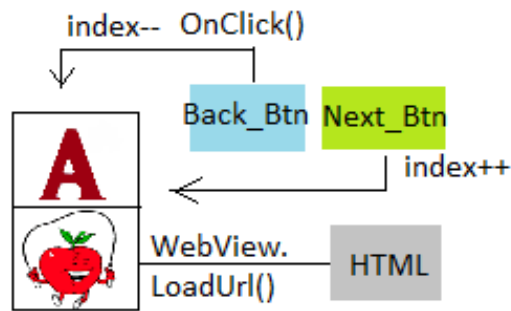 index-- OnClick()
Back_Btn Next_Btn
index++
A
WebView.
LoadUrl()
HTML